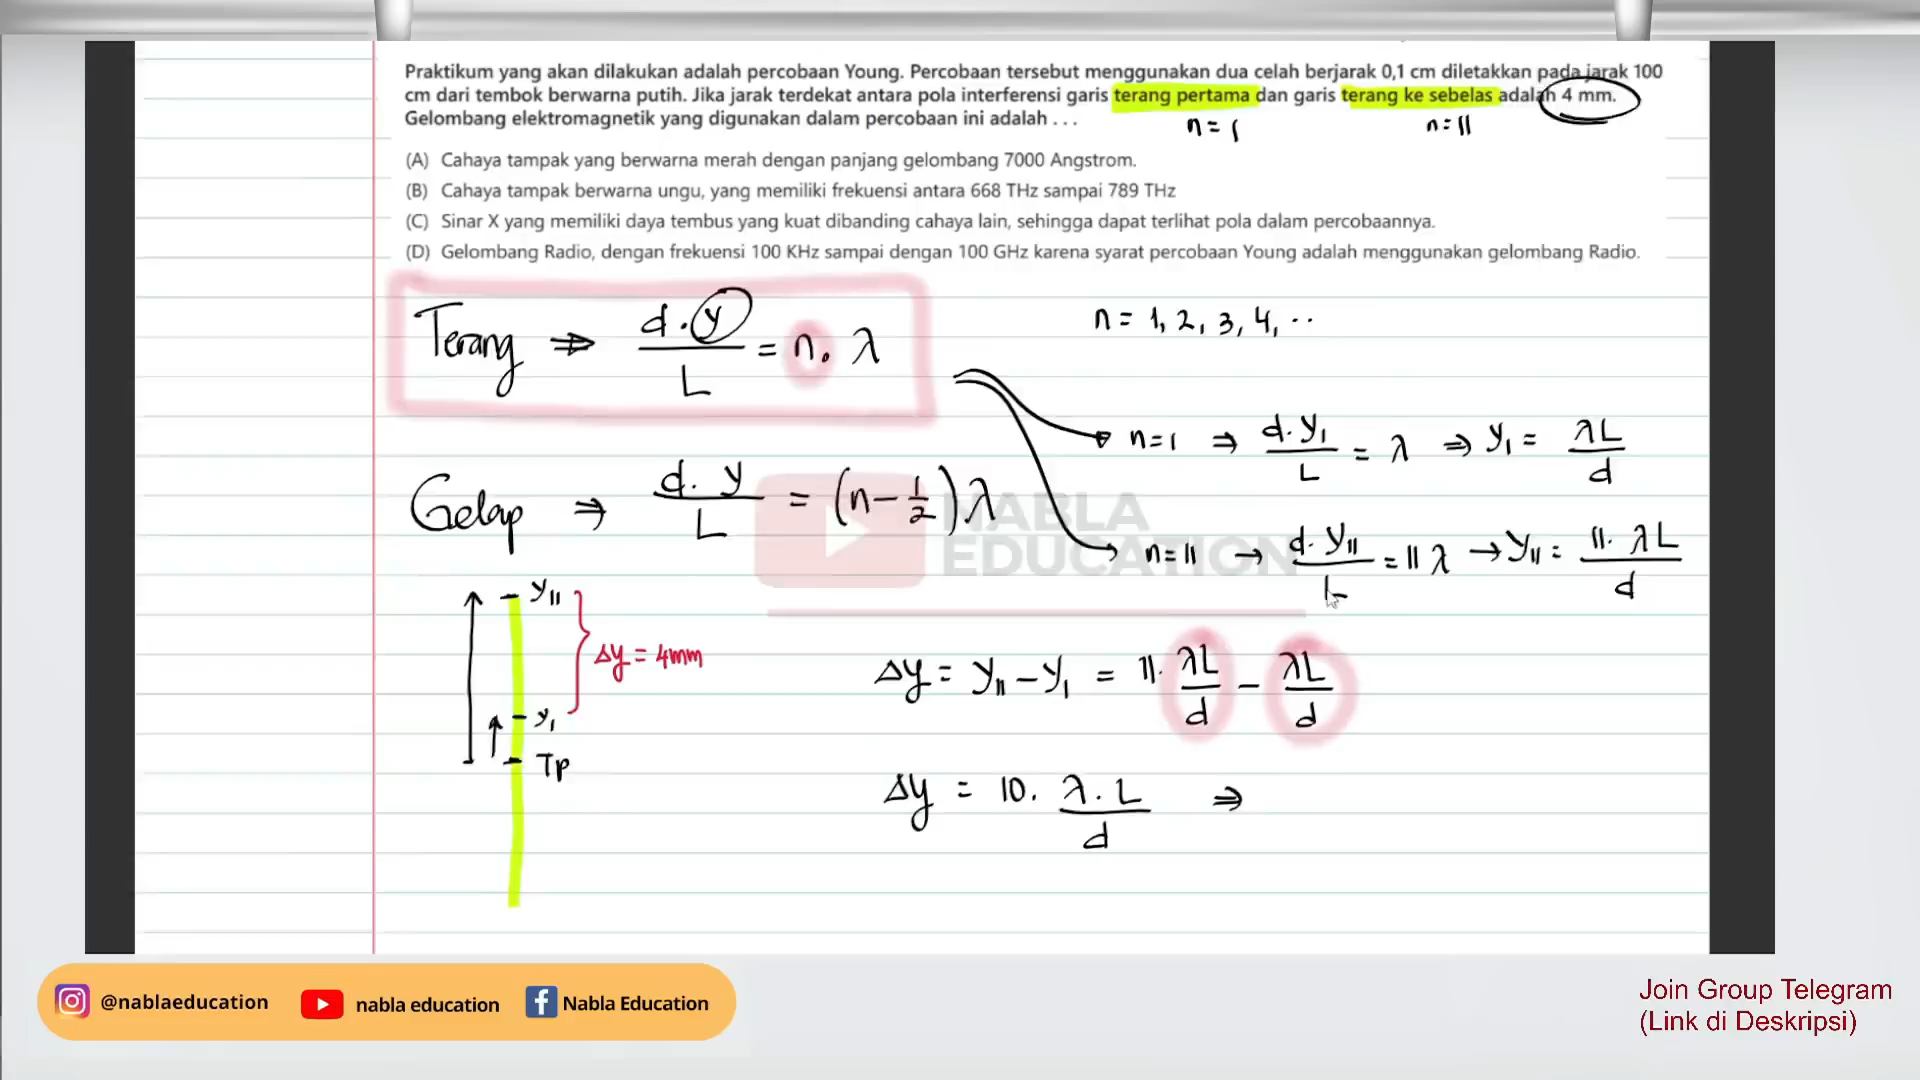 Praktikum yang akan dilakukan adalah percobaan Young. Percobaan tersebut menggunakan dua celah berjarak 0,1 cm diletakkan pada jarak 100
cm dari tembok berwarna putih. Jika jarak terdekat antara pola interferensi garis terang pertama dan garis terang ke sebelas adalah 4 mm.
Gelombang elektromagnetik yang digunakan dalam percobaan ini adalah . . .
n = 1
n = 11
(A) Cahaya tampak yang berwarna merah dengan panjang gelombang 7000 Angstrom.
(B) Cahaya tampak berwarna ungu, yang memiliki frekuensi antara 668 THz sampai 789 THz
(C) Sinar X yang memiliki daya tembus yang kuat dibanding cahaya lain, sehingga dapat terlihat pola dalam percobaannya.
(D) Gelombang Radio, dengan frekuensi 100 KHz sampai dengan 100 GHz karena syarat percobaan Young adalah menggunakan gelombang Radio.
Terang ⇒ d . y / L = n . λ
n = 1, 2, 3, 4, ..
n=1 ⇒ d. y₁ / L = λ ⇒ y₁ = λL / d
Gelap ⇒ d. y / L = (n - 1/2) λ
NABLA
EDUCATION
n=11 → d. y₁₁ / L = 11 λ → y₁₁ = 11. λL / d
y₁₁
Δy = 4mm
y₁
Tp
Δy = y₁₁ - y₁ = 11. λL / d - λL / d
Δy = 10. λ . L / d ⇒
@nablaeducation
nabla education
Nabla Education
Join Group Telegram
(Link di Deskripsi)